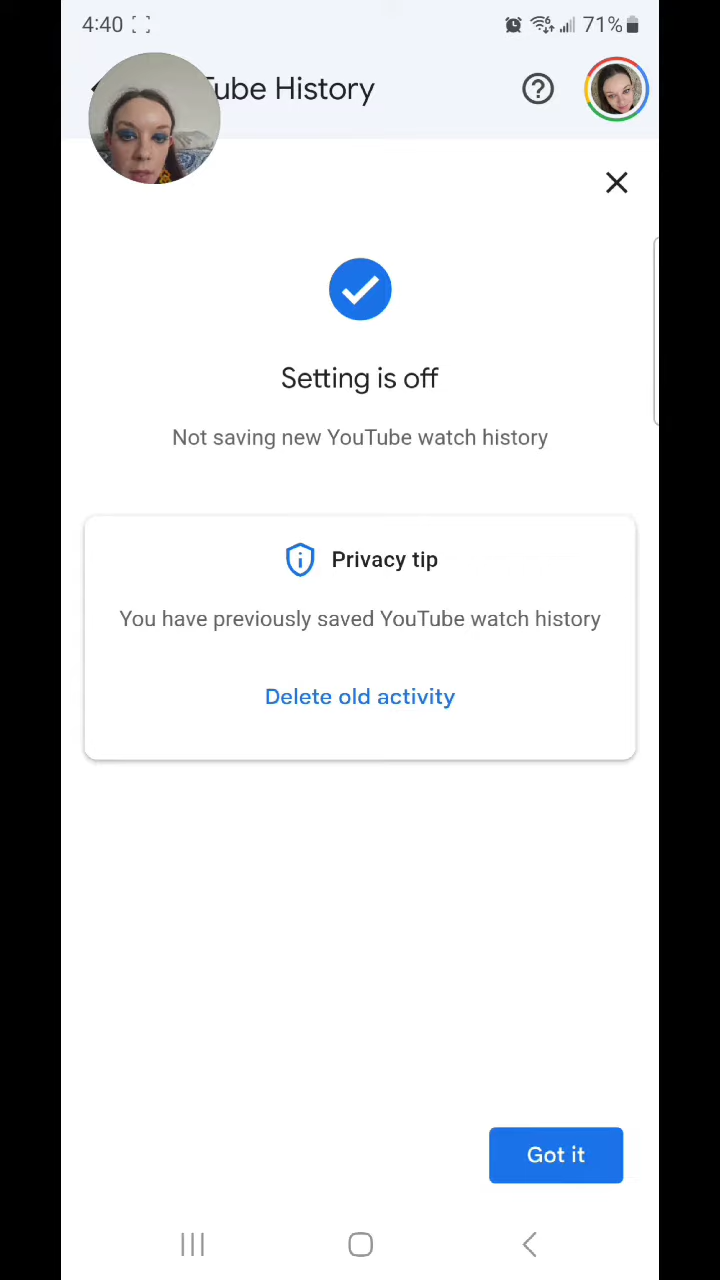 4:40 71%
Tube History
Setting is off
Not saving new YouTube watch history
Privacy tip
You have previously saved YouTube watch history
Delete old activity
Got it